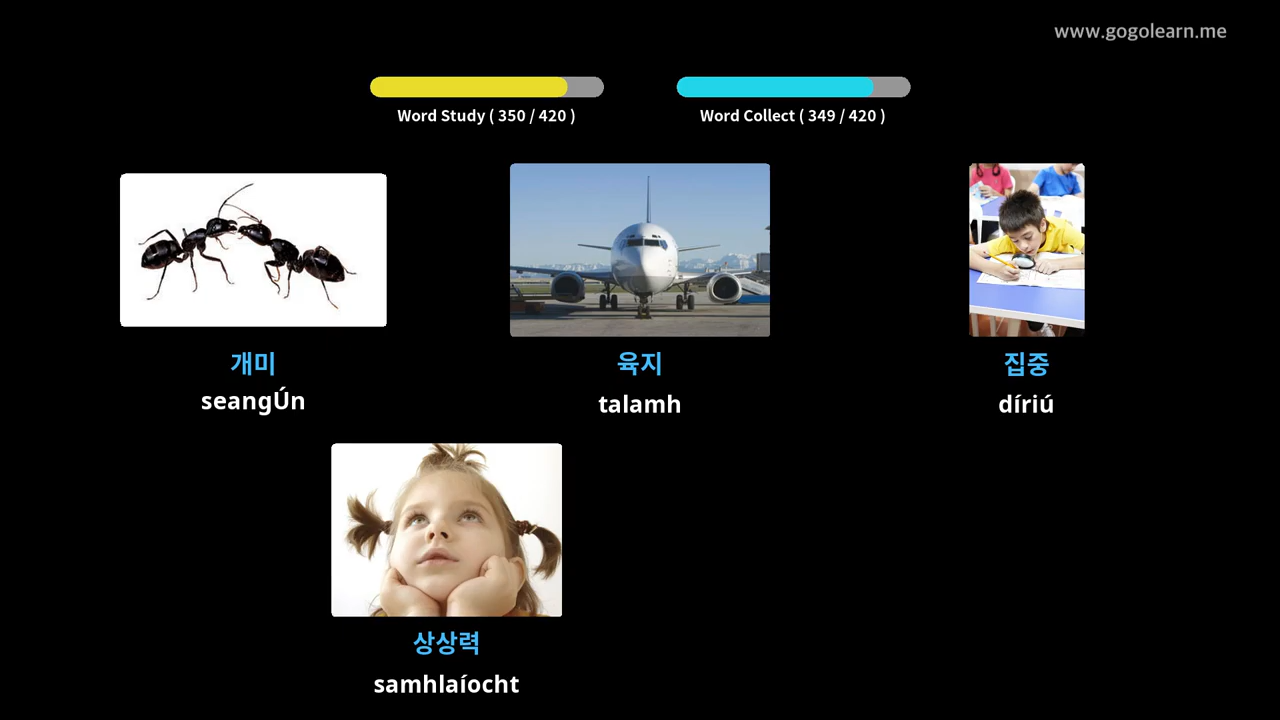 www.gogolearn.me
Word Study ( 350 / 420 )
Word Collect ( 349 / 420 )
개미
육지
집중
seangÚn
talamh
díriú
상상력
samhlaíocht